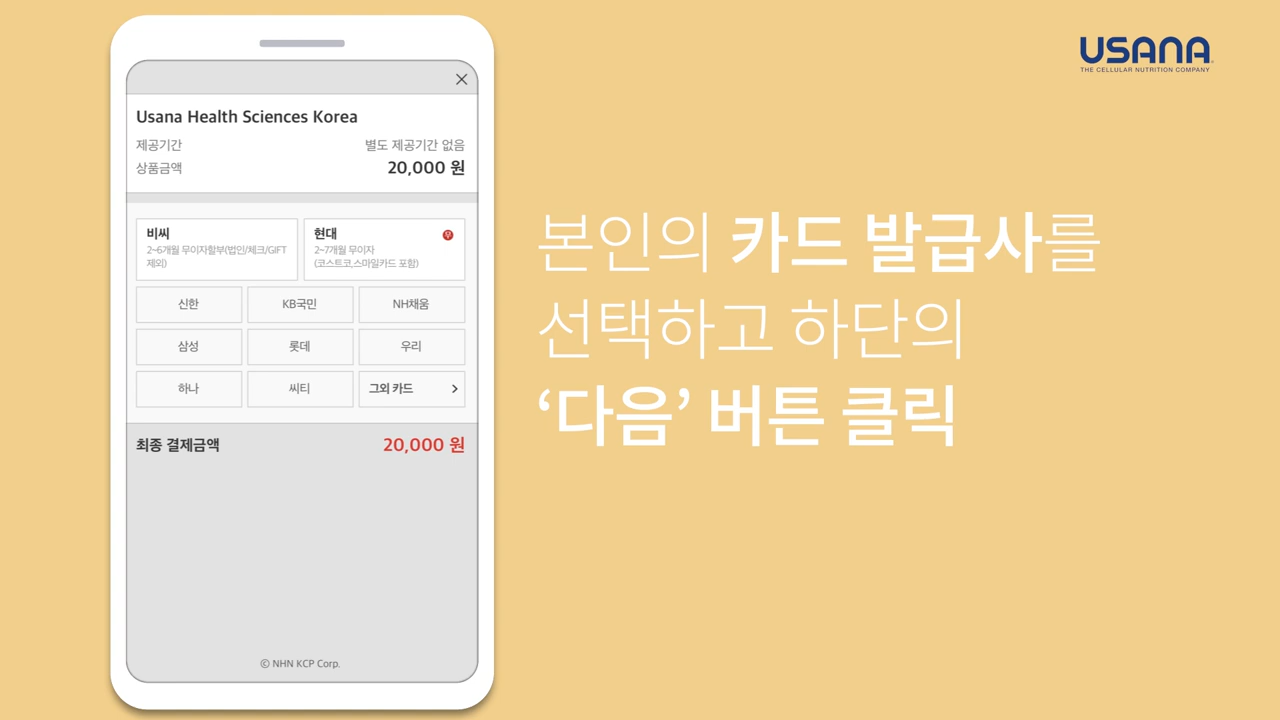 USANA
THE CELLULAR NUTRITION COMPANY
Usana Health Sciences Korea
제공기간 별도 제공기간 없음
상품금액 20,000 원
비씨
2~6개월 무이자할부(법인/체크/GIFT
제외)
현대
2~7개월 무이자
(코스트코,스마일카드 포함)
신한 KB국민 NH채움
삼성 롯데 우리
하나 씨티 그외 카드
최종 결제금액 20,000 원
ⓒ NHN KCP Corp.
본인의 카드 발급사를
선택하고 하단의
‘다음’ 버튼 클릭